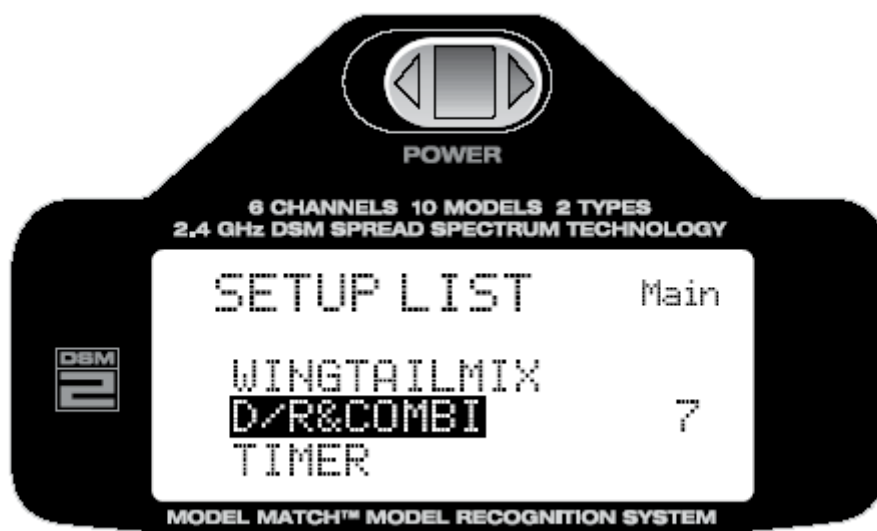 POWER
6 CHANNELS 10 MODELS 2 TYPES
2.4 GHz DSM SPREAD SPECTRUM TECHNOLOGY
SETUP LIST Main
DSM
2
WINGTAILMIX
D/R&COMBI 7
TIMER
MODEL MATCH™ MODEL RECOGNITION SYSTEM